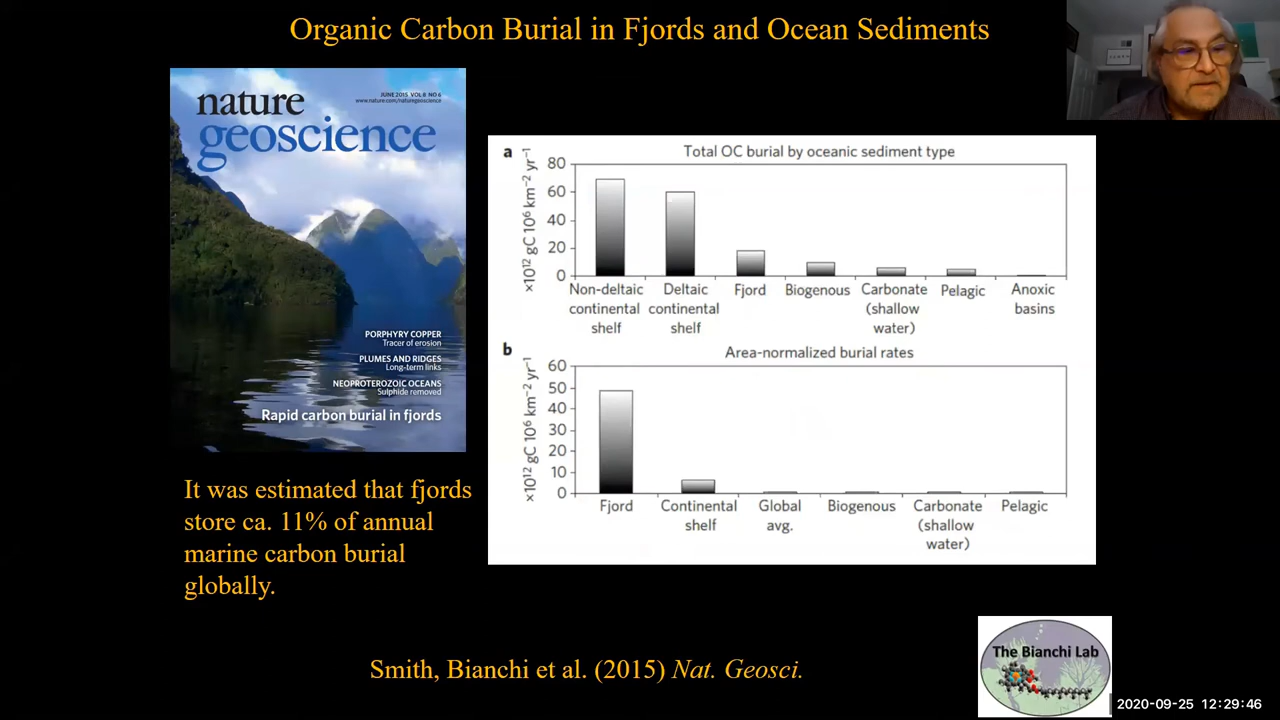 Organic Carbon Burial in Fjords and Ocean Sediments
nature
geoscience
JUNE 2015 VOL 8 NO 6
www.nature.com/naturegeoscience
PORPHYRY COPPER
Tracer of erosion
PLUMES AND RIDGES
Long-term links
NEOPROTEROZOIC OCEANS
Sulphide removed
Rapid carbon burial in fjords
a
Total OC burial by oceanic sediment type
×10¹² gC 10⁶ km⁻² yr⁻¹
80
60
40
20
0
Non-deltaic continental shelf
Deltaic continental shelf
Fjord
Biogenous
Carbonate (shallow water)
Pelagic
Anoxic basins
b
Area-normalized burial rates
×10¹² gC 10⁶ km⁻² yr⁻¹
60
50
40
30
20
10
0
Fjord
Continental shelf
Global avg.
Biogenous
Carbonate (shallow water)
Pelagic
It was estimated that fjords
store ca. 11% of annual
marine carbon burial
globally.
Smith, Bianchi et al. (2015) Nat. Geosci.
The Bianchi Lab
2020-09-25 12:29:46